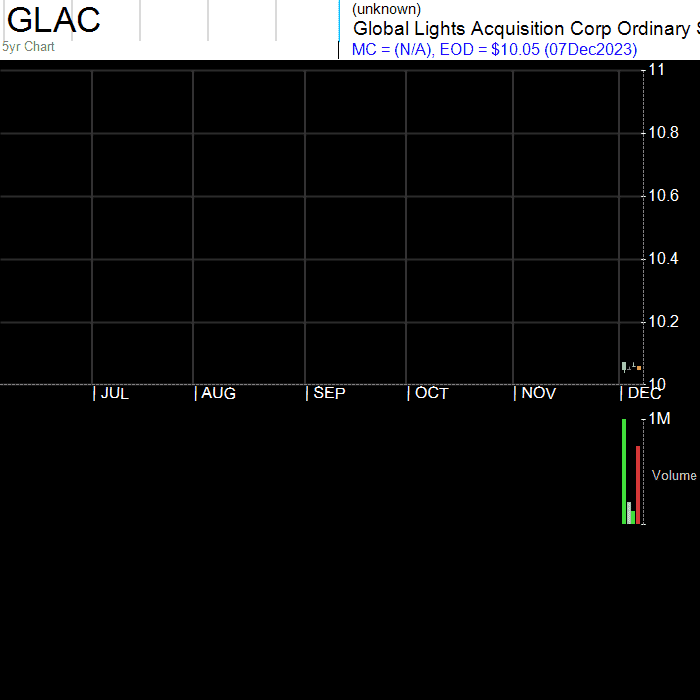 GLAC
5yr Chart
(unknown)
Global Lights Acquisition Corp Ordinary S
MC = (N/A), EOD = $10.05 (07Dec2023)
11
10.8
10.6
10.4
10.2
10
| JUL | AUG | SEP | OCT | NOV | DEC
1M
Volume